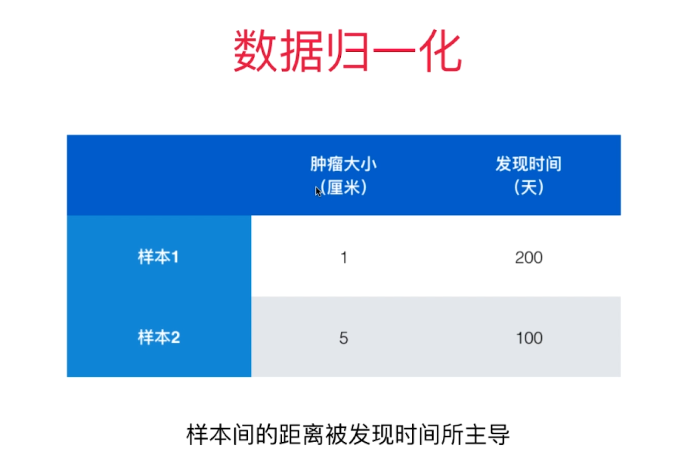 数据归一化
肿瘤大小 发现时间
（厘米） （天）
样本1 1 200
样本2 5 100
样本间的距离被发现时间所主导